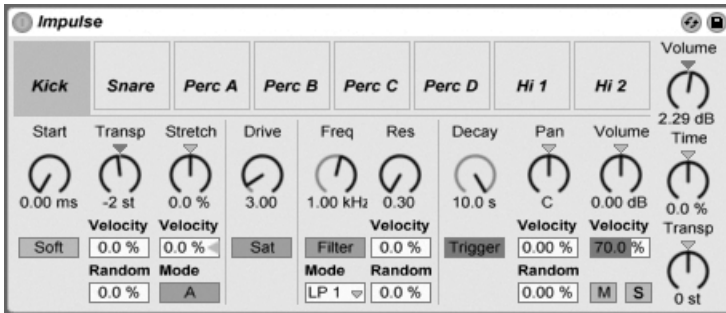 Impulse
Volume
Kick Snare Perc A Perc B Perc C Perc D Hi 1 Hi 2
2.29 dB
Start Transp Stretch Drive Freq Res Decay Pan Volume Time
0.00 ms -2 st 0.0 % 3.00 1.00 kHz 0.30 10.0 s C 0.00 dB 0.0 %
Velocity Velocity Velocity Velocity Velocity Transp
Soft 0.0 % 0.0 % Sat Filter 0.0 % Trigger 0.00 % 70.0 %
Random Mode Mode Random Random
0.0 % A LP 1 0.0 % 0.00 % M S 0 st